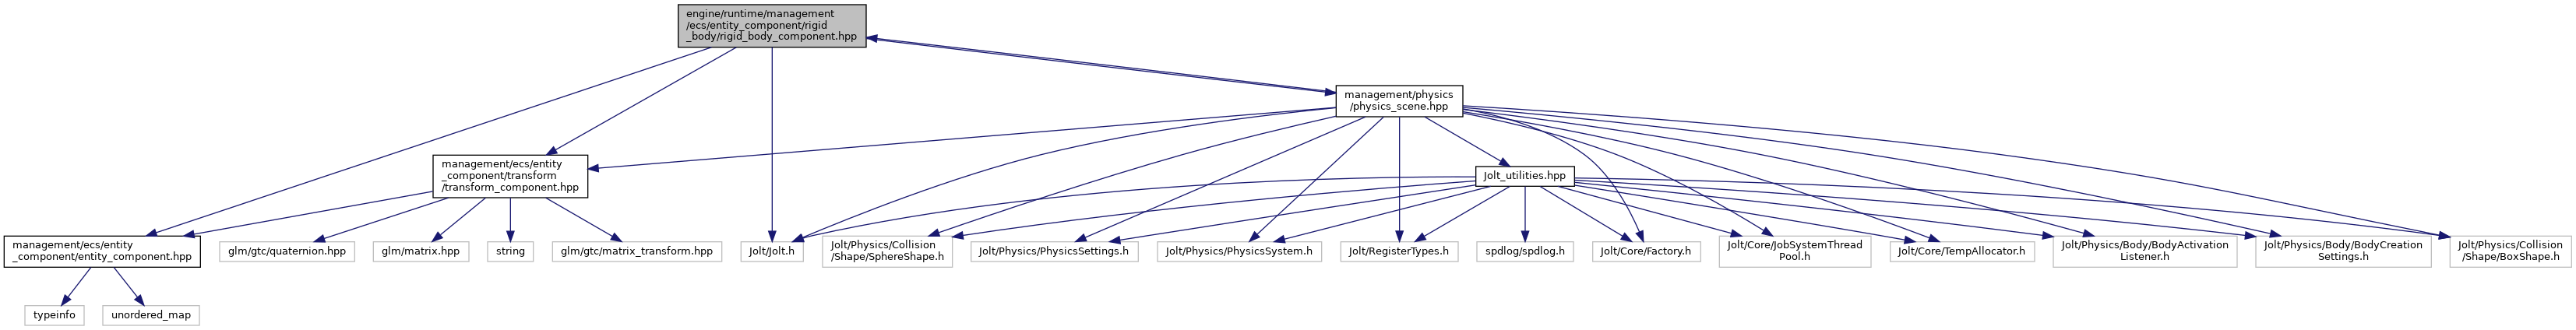 engine/runtime/management
/ecs/entity_component/rigid
_body/rigid_body_component.hpp
management/physics
/physics_scene.hpp
management/ecs/entity
_component/transform
/transform_component.hpp
Jolt_utilities.hpp
management/ecs/entity
_component/entity_component.hpp
glm/gtc/quaternion.hpp
glm/matrix.hpp
string
glm/gtc/matrix_transform.hpp
Jolt/Jolt.h
Jolt/Physics/Collision
/Shape/SphereShape.h
Jolt/Physics/PhysicsSettings.h
Jolt/Physics/PhysicsSystem.h
Jolt/RegisterTypes.h
spdlog/spdlog.h
Jolt/Core/Factory.h
Jolt/Core/JobSystemThread
Pool.h
Jolt/Core/TempAllocator.h
Jolt/Physics/Body/BodyActivation
Listener.h
Jolt/Physics/Body/BodyCreation
Settings.h
Jolt/Physics/Collision
/Shape/BoxShape.h
typeinfo
unordered_map